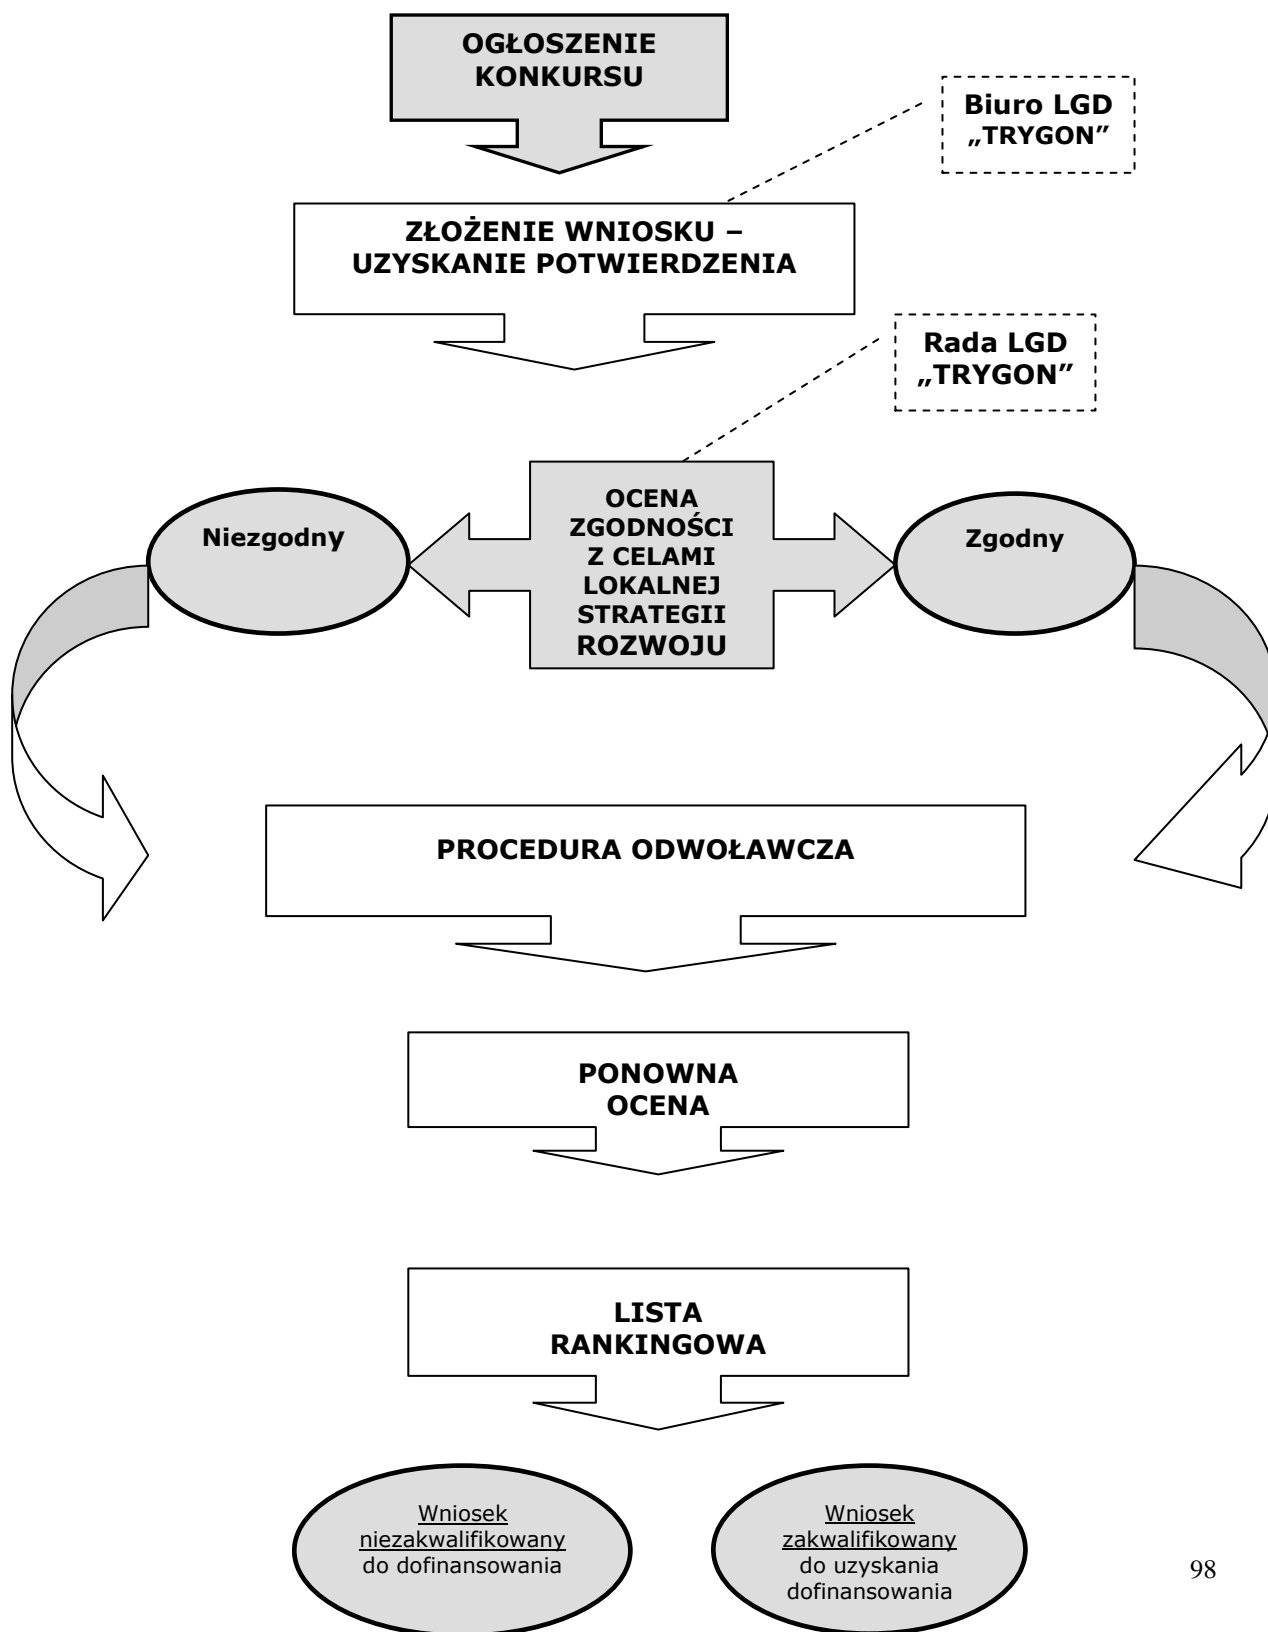 OGŁOSZENIE
KONKURSU
Biuro LGD
„TRYGON”
ZŁOŻENIE WNIOSKU –
UZYSKANIE POTWIERDZENIA
Rada LGD
„TRYGON”
Niezgodny
OCENA
ZGODNOŚCI
Z CELAMI
LOKALNEJ
STRATEGII
ROZWOJU
Zgodny
PROCEDURA ODWOŁAWCZA
PONOWNA
OCENA
LISTA
RANKINGOWA
Wniosek
niezakwalifikowany
do dofinansowania
Wniosek
zakwalifikowany
do uzyskania
dofinansowania
98